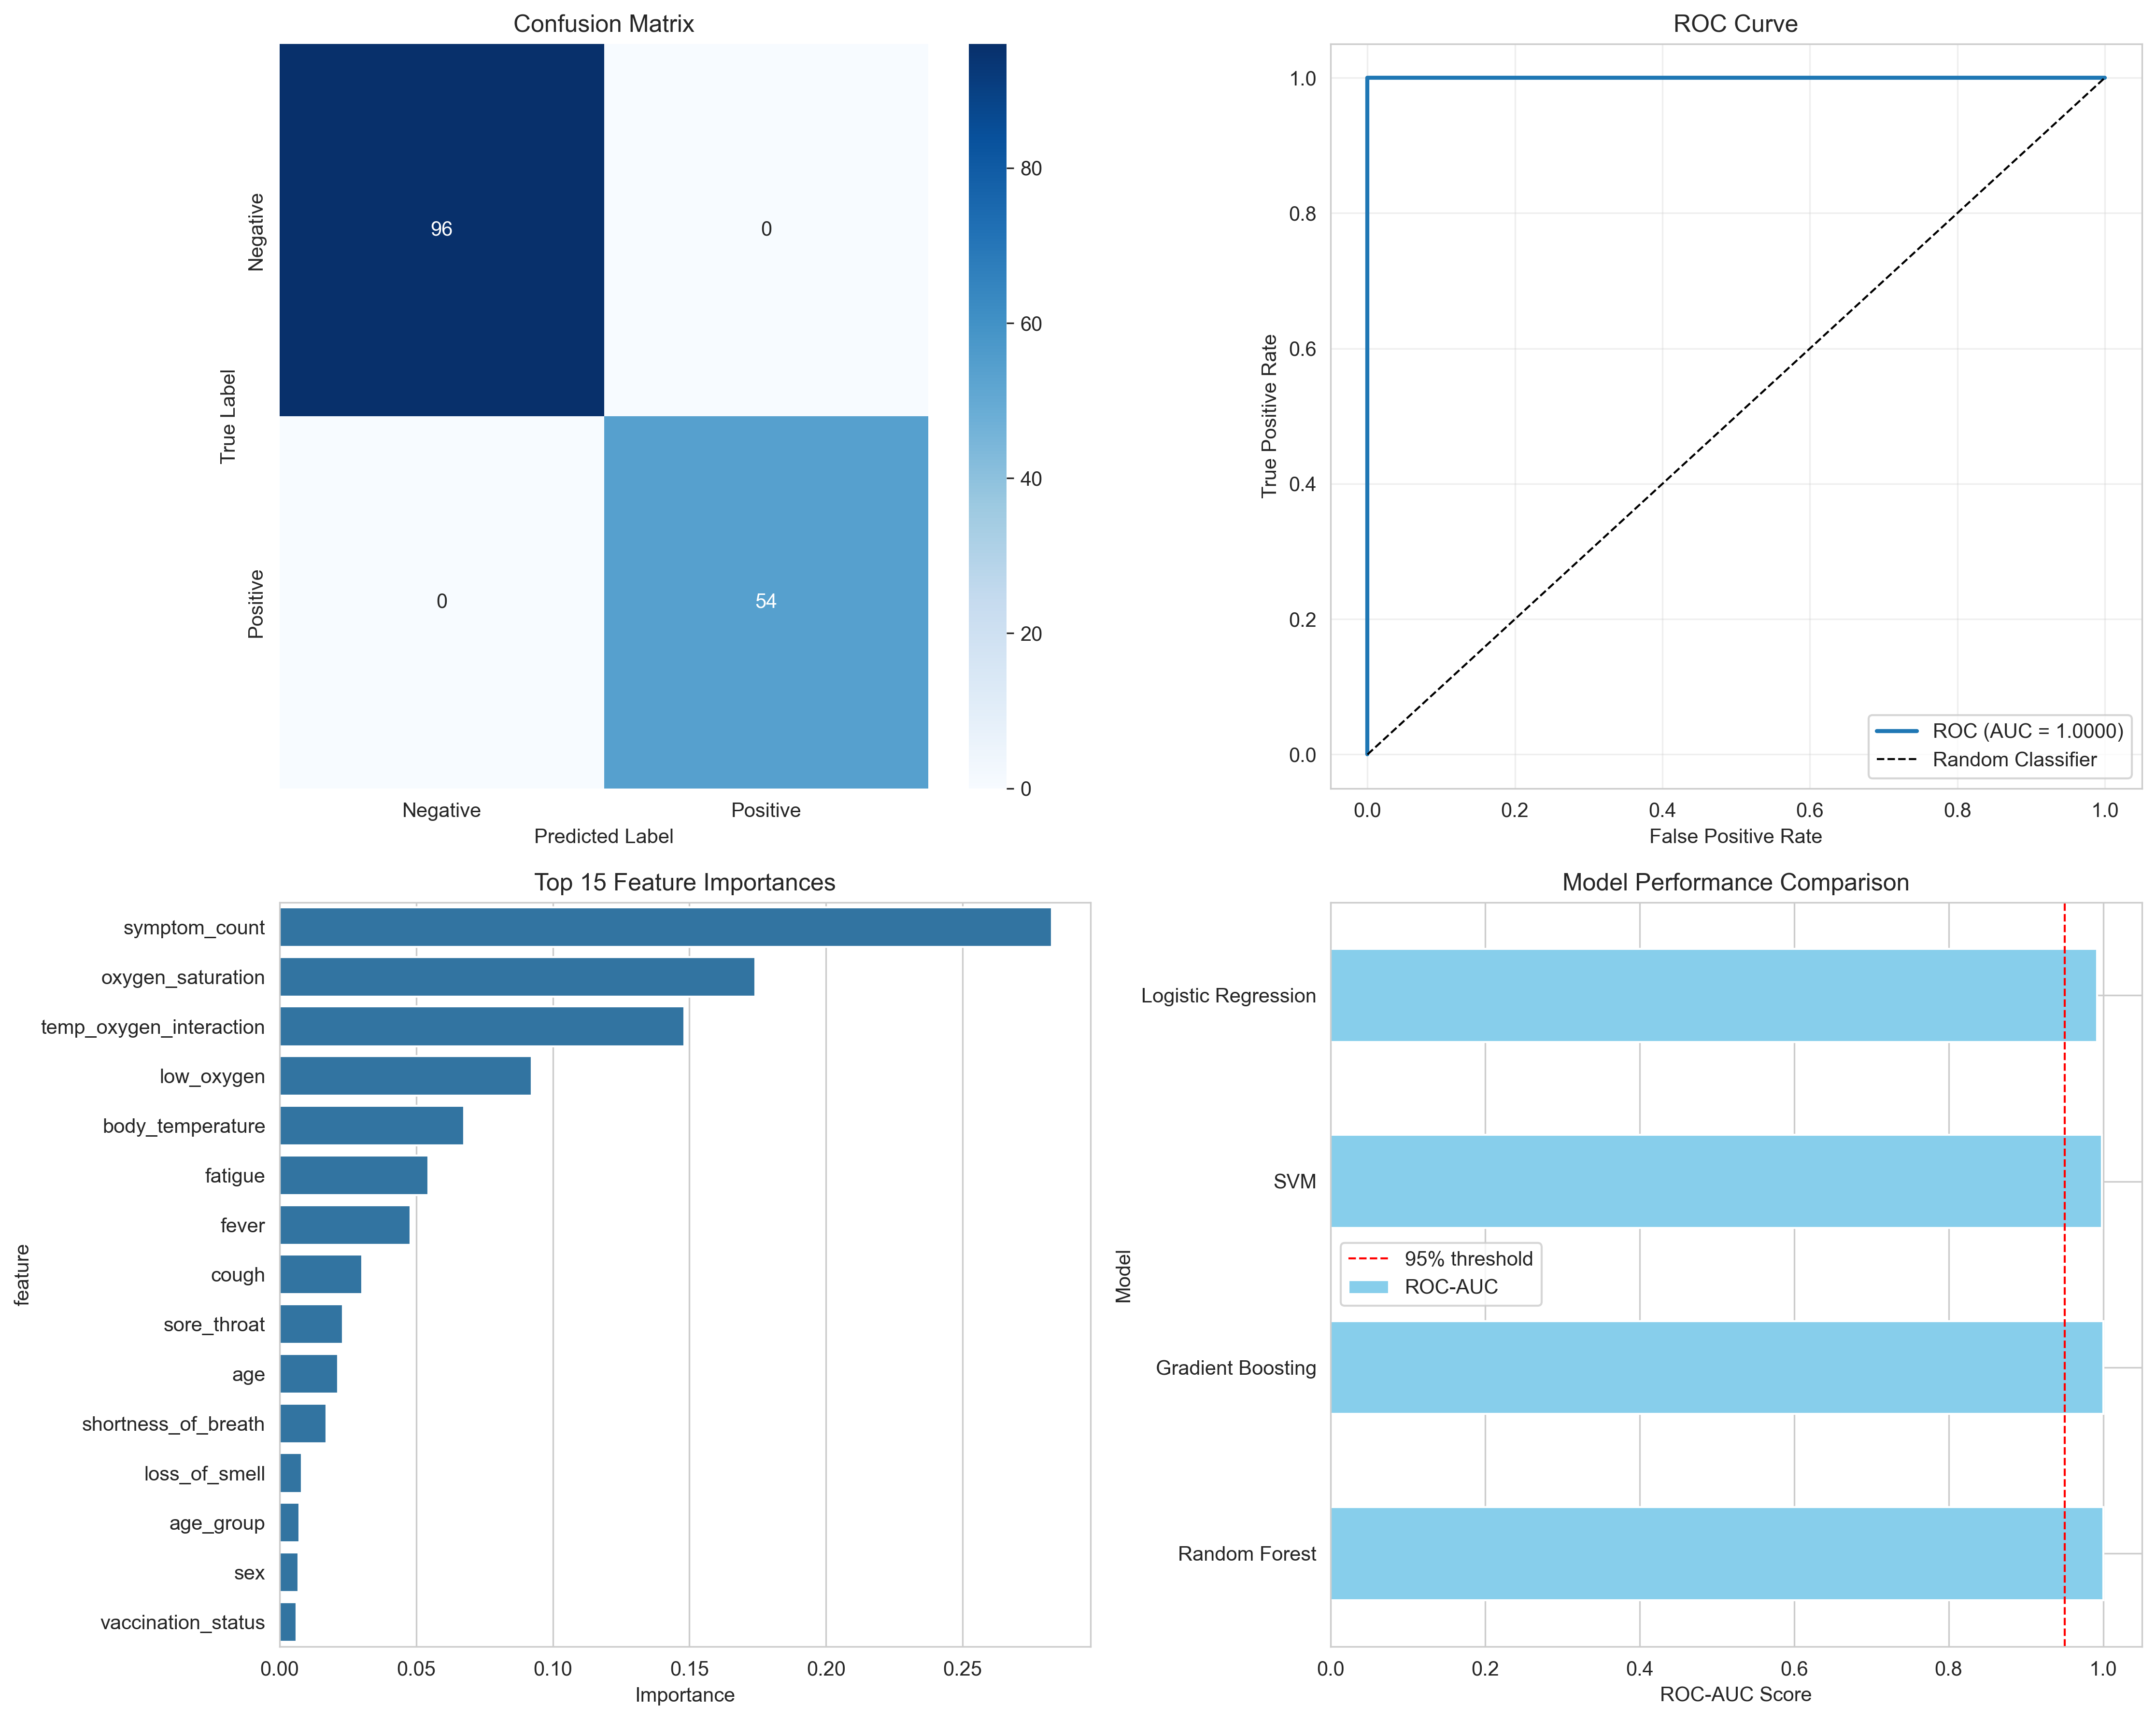 Confusion Matrix
Negative
Positive
True Label
96
0
0
54
Negative
Positive
Predicted Label
80
60
40
20
0
ROC Curve
1.0
0.8
0.6
0.4
0.2
0.0
True Positive Rate
ROC (AUC = 1.0000)
Random Classifier
0.0
0.2
0.4
0.6
0.8
1.0
False Positive Rate
Top 15 Feature Importances
symptom_count
oxygen_saturation
temp_oxygen_interaction
low_oxygen
body_temperature
fatigue
fever
cough
sore_throat
age
shortness_of_breath
loss_of_smell
age_group
sex
vaccination_status
feature
0.00
0.05
0.10
0.15
0.20
0.25
Importance
Model Performance Comparison
Logistic Regression
SVM
Gradient Boosting
Random Forest
Model
95% threshold
ROC-AUC
0.0
0.2
0.4
0.6
0.8
1.0
ROC-AUC Score